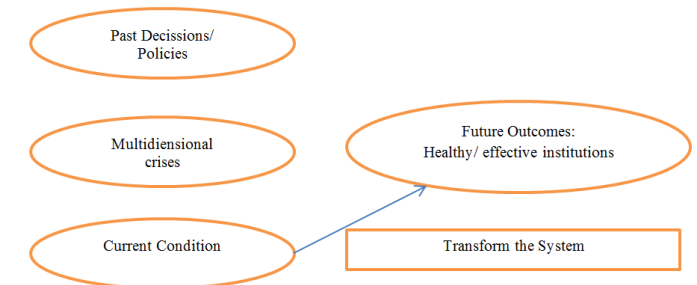 Past Decissions/
Policies
Multidiensional
crises
Future Outcomes:
Healthy/ effective institutions
Current Condition
Transform the System